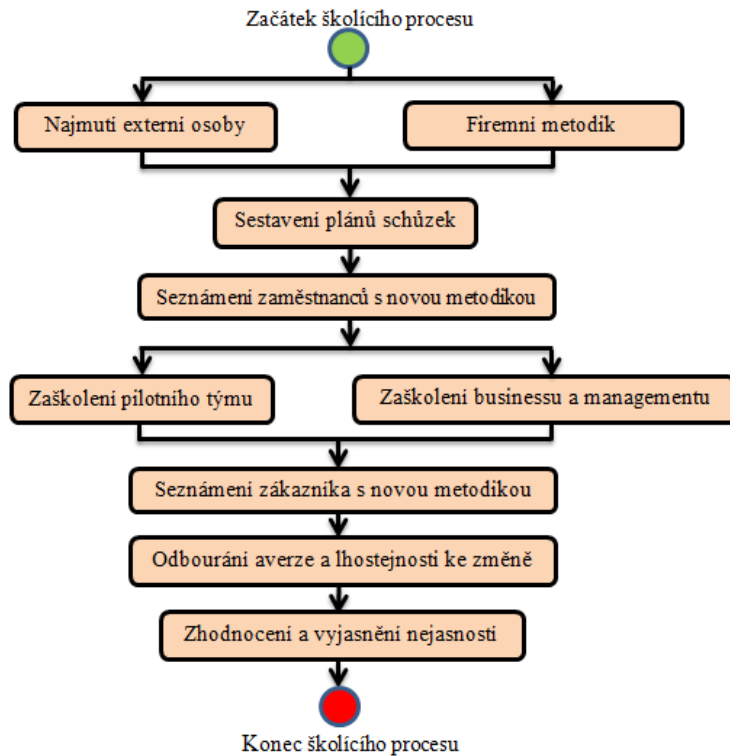 Začátek školícího procesu
Najmutí externí osoby
Firemní metodik
Sestavení plánů schůzek
Seznámení zaměstnanců s novou metodikou
Zaškolení pilotního týmu
Zaškolení businessu a managementu
Seznámení zákazníka s novou metodikou
Odbourání averze a lhostejnosti ke změně
Zhodnocení a vyjasnění nejasností
Konec školícího procesu